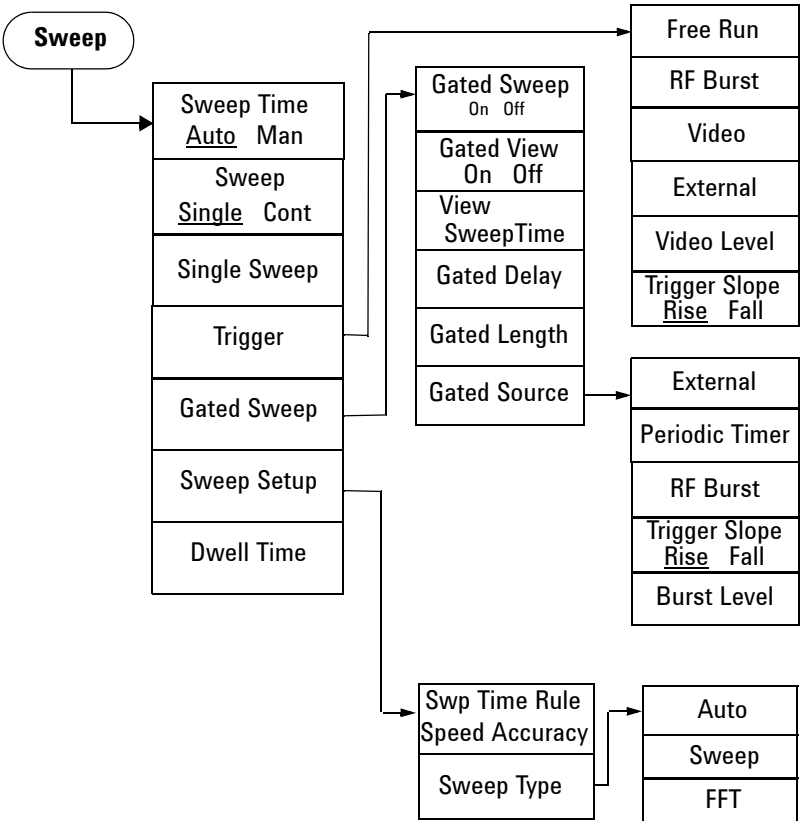 Sweep
Sweep Time
Auto Man
Sweep
Single Cont
Single Sweep
Trigger
Gated Sweep
Sweep Setup
Dwell Time
Gated Sweep
On Off
Gated View
On Off
View
SweepTime
Gated Delay
Gated Length
Gated Source
Free Run
RF Burst
Video
External
Video Level
Trigger Slope
Rise Fall
External
Periodic Timer
RF Burst
Trigger Slope
Rise Fall
Burst Level
Swp Time Rule
Speed Accuracy
Sweep Type
Auto
Sweep
FFT